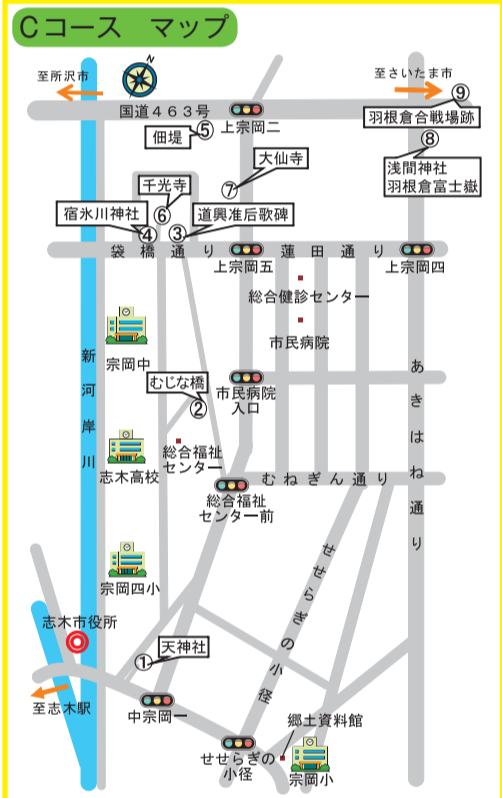 Cコース マップ
至所沢市
N
至さいたま市
国道463号
上宗岡二
⑤
佃堤
⑨
羽根倉合戦場跡
⑧
浅間神社
羽根倉富士嶽
大仙寺
⑦
千光寺
⑥
宿氷川神社
④
道興准后歌碑
③
袋橋通り
蓮田通り
上宗岡五
上宗岡四
総合健診センター
市民病院
宗岡中
新河岸川
むじな橋
②
市民病院
入口
あきはね通り
総合福祉
センター
志木高校
むねぎん通り
総合福祉
センター前
せせらぎの小径
宗岡四小
志木市役所
①
天神社
至志木駅
中宗岡一
郷土資料館
せせらぎの
小径
宗岡小